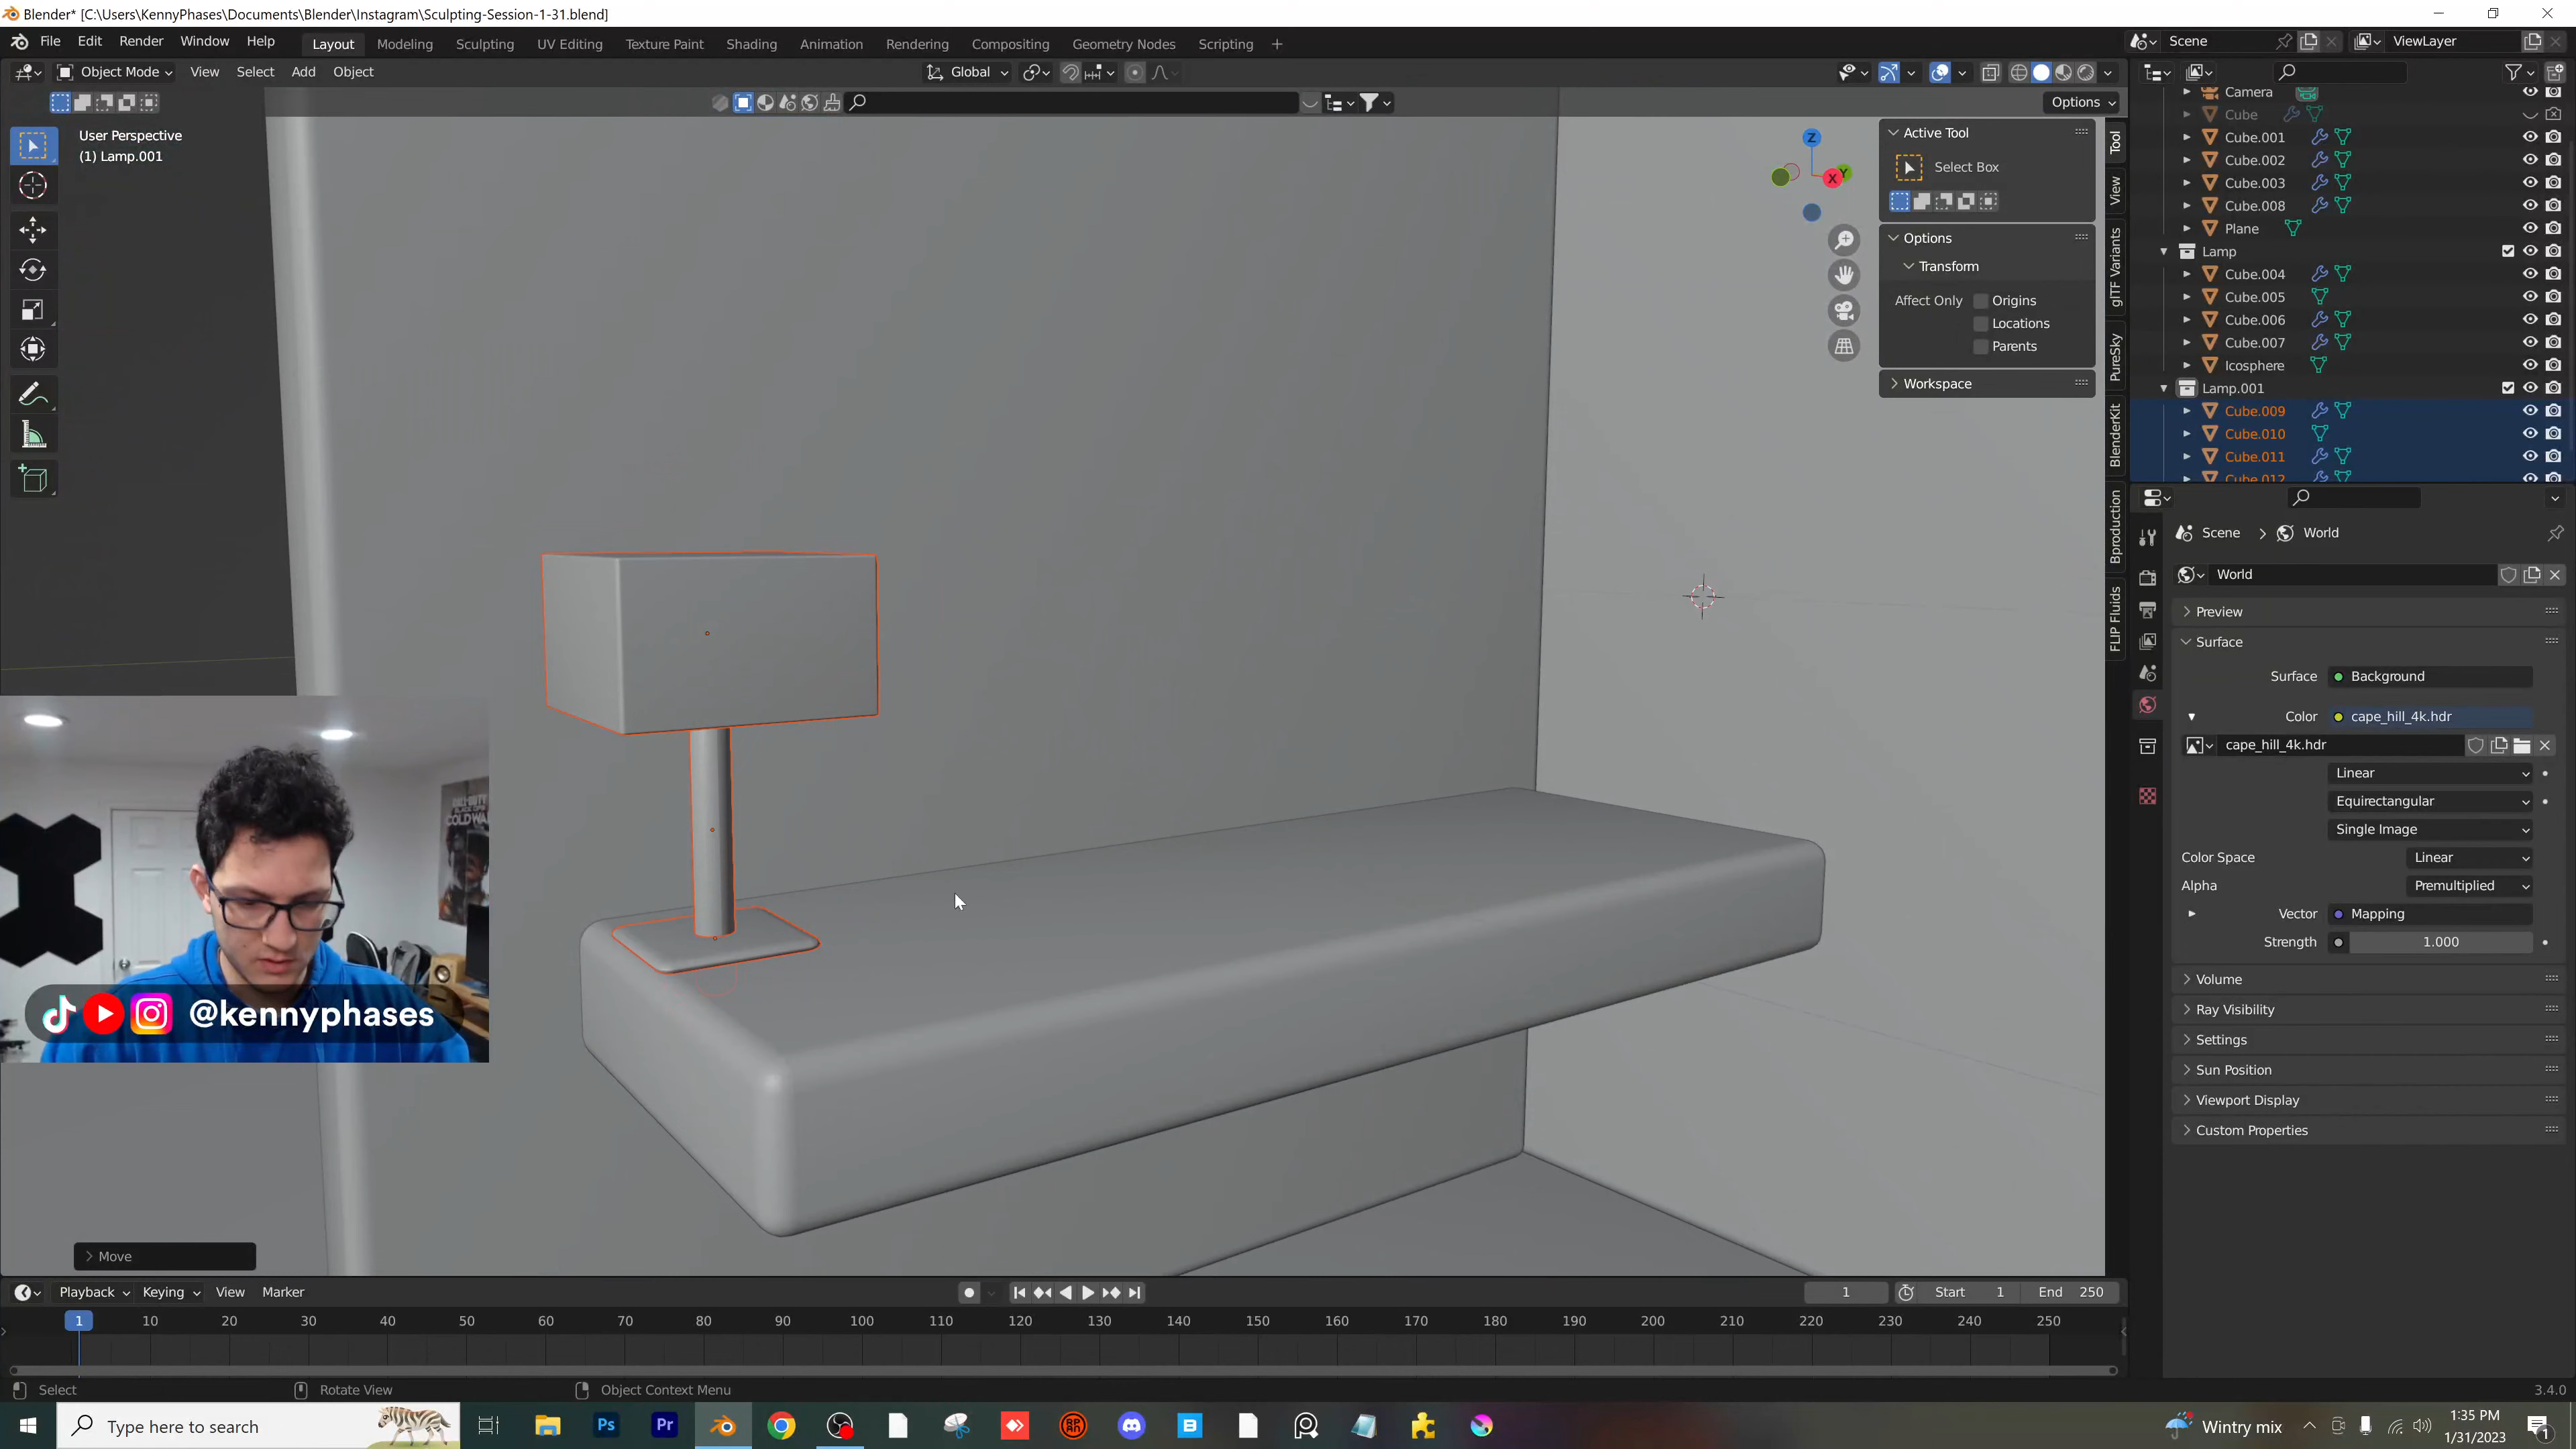 Blender* [C:\Users\KennyPhases\Documents\Blender\Instagram\Sculpting-Session-1-31.blend]
File Edit Render Window Help Layout Modeling Sculpting UV Editing Texture Paint Shading Animation Rendering Compositing Geometry Nodes Scripting + Scene ViewLayer
Object Mode View Select Add Object Global
Options
User Perspective
(1) Lamp.001
Z
X
Y
Active Tool
Select Box
Options
Transform
Affect Only Origins
Locations
Parents
Workspace
Tool
View
glTF Variants
PureSky
BlenderKit
Bproduction
FLIP Fluids
Camera
Cube
Cube.001
Cube.002
Cube.003
Cube.008
Plane
Lamp
Cube.004
Cube.005
Cube.006
Cube.007
Icosphere
Lamp.001
Cube.009
Cube.010
Cube.011
Cube.012
Scene > World
World
Preview
Surface
Surface Background
Color cape_hill_4k.hdr
cape_hill_4k.hdr
Linear
Equirectangular
Single Image
Color Space Linear
Alpha Premultiplied
Vector Mapping
Strength 1.000
Volume
Ray Visibility
Settings
Sun Position
Viewport Display
Custom Properties
COLD WAR
@kennyphases
Move
Playback Keying View Marker 1 Start 1 End 250
1 10 20 30 40 50 60 70 80 90 100 110 120 130 140 150 160 170 180 190 200 210 220 230 240 250
Select Rotate View Object Context Menu 3.4.0
Type here to search Ps Pr Wintry mix 1:35 PM
1/31/2023
1